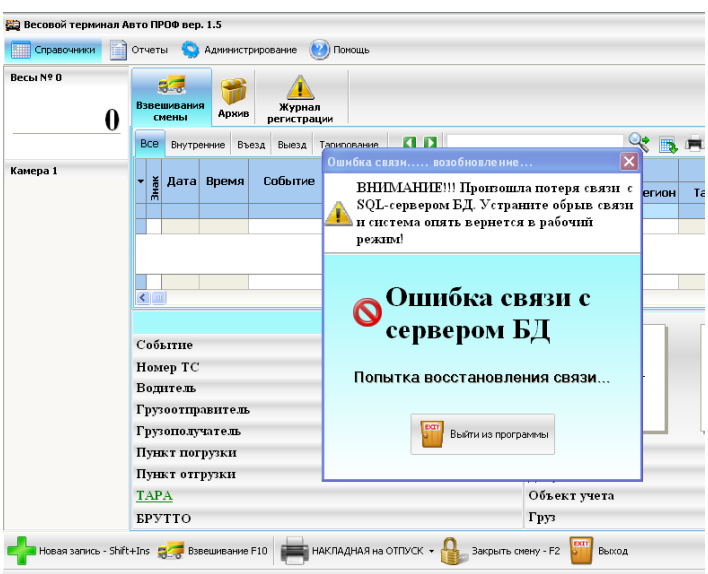 Весовой терминал Авто ПРОФ вер. 1.5
Справочники Отчеты Администрирование Помощь
Весы № 0
0
Камера 1
Взвешивания смены
Архив
Журнал регистрации
Все Внутренние Въезд Выезд Тарирование
Знак Дата Время Событие
егион Та
Ошибка связи..... возобновление...
ВНИМАНИЕ!!! Произошла потеря связи с
SQL-сервером БД. Устраните обрыв связи
и система опять вернется в рабочий
режим!
Ошибка связи с
сервером БД
Попытка восстановления связи...
EXIT Выйти из программы
Событие
Номер ТС
Водитель
Грузоотправитель
Грузополучатель
Пункт погрузки
Пункт отгрузки
ТАРА Объект учета
БРУТТО Груз
Новая запись - Shift+Ins Взвешивание F10 НАКЛАДНАЯ на ОТПУСК Закрыть смену - F2 EXIT Выход